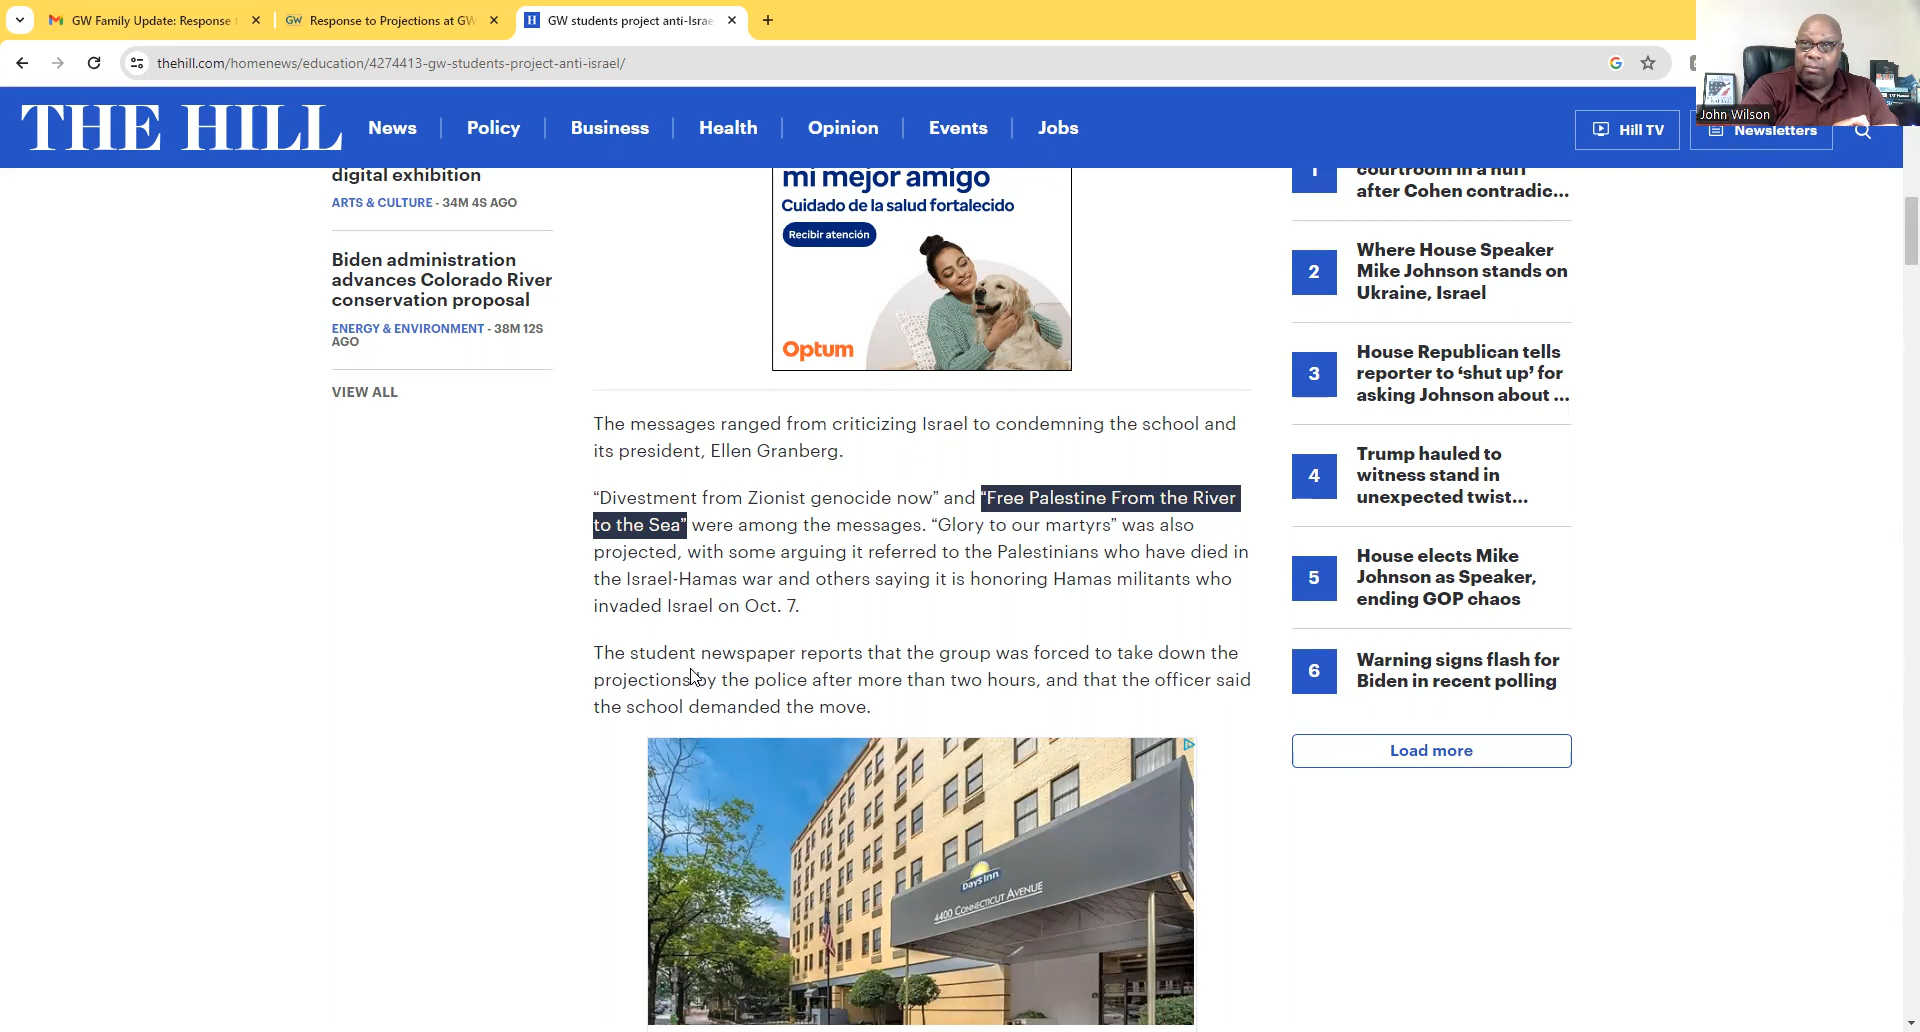 GW Family Update: Response
Response to Projections at GW
GW students project anti-Israe
thehill.com/homenews/education/4274413-gw-students-project-anti-israel/
John Wilson
THE HILL
News
Policy
Business
Health
Opinion
Events
Jobs
Hill TV
Newsletters
digital exhibition
ARTS & CULTURE - 34M 4S AGO
Biden administration
advances Colorado River
conservation proposal
ENERGY & ENVIRONMENT - 38M 12S
AGO
VIEW ALL
mi mejor amigo
Cuidado de la salud fortalecido
Recibir atención
Optum
The messages ranged from criticizing Israel to condemning the school and
its president, Ellen Granberg.
“Divestment from Zionist genocide now” and “Free Palestine From the River
to the Sea” were among the messages. “Glory to our martyrs” was also
projected, with some arguing it referred to the Palestinians who have died in
the Israel-Hamas war and others saying it is honoring Hamas militants who
invaded Israel on Oct. 7.
The student newspaper reports that the group was forced to take down the
projections by the police after more than two hours, and that the officer said
the school demanded the move.
Days Inn
4400 CONNECTICUT AVENUE
1
courtroom in a huff
after Cohen contradic...
2
Where House Speaker
Mike Johnson stands on
Ukraine, Israel
3
House Republican tells
reporter to ‘shut up’ for
asking Johnson about ...
4
Trump hauled to
witness stand in
unexpected twist...
5
House elects Mike
Johnson as Speaker,
ending GOP chaos
6
Warning signs flash for
Biden in recent polling
Load more